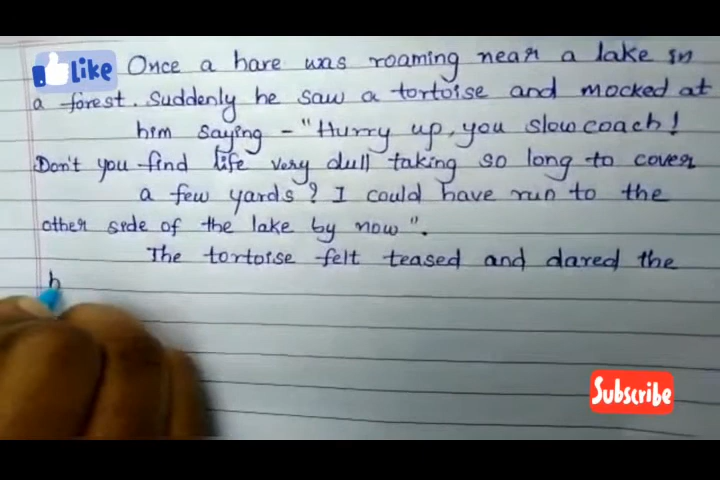 Like Once a hare was roaming near a lake in
a forest. Suddenly he saw a tortoise and mocked at
him saying - "Hurry up, you slow coach!
Don't you find life very dull taking so long to cover
a few yards? I could have run to the
other side of the lake by now".
The tortoise felt teased and dared the
h
Subscribe